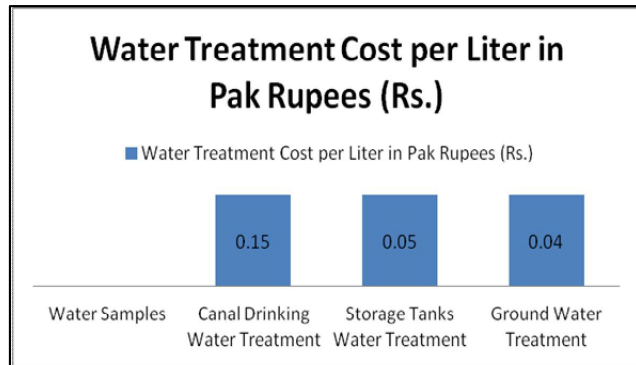 Water Treatment Cost per Liter in
Pak Rupees (Rs.)
Water Treatment Cost per Liter in Pak Rupees (Rs.)
0.15 0.05 0.04
Water Samples Canal Drinking Storage Tanks Ground Water
Water Treatment Water Treatment Treatment